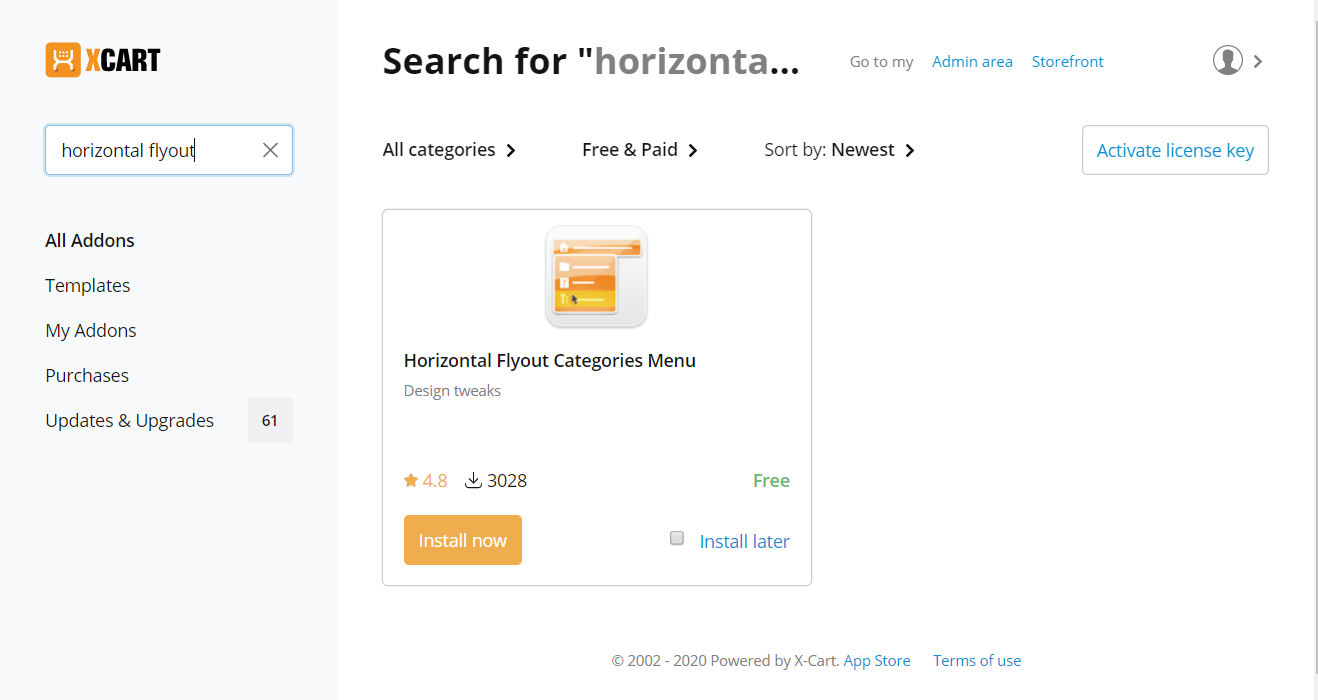 XCART
Search for "horizonta...
Go to my Admin area Storefront
horizontal flyout
All categories
Free & Paid
Sort by: Newest
Activate license key
All Addons
Templates
My Addons
Purchases
Updates & Upgrades 61
Horizontal Flyout Categories Menu
Design tweaks
4.8 3028 Free
Install now
Install later
© 2002 - 2020 Powered by X-Cart. App Store Terms of use